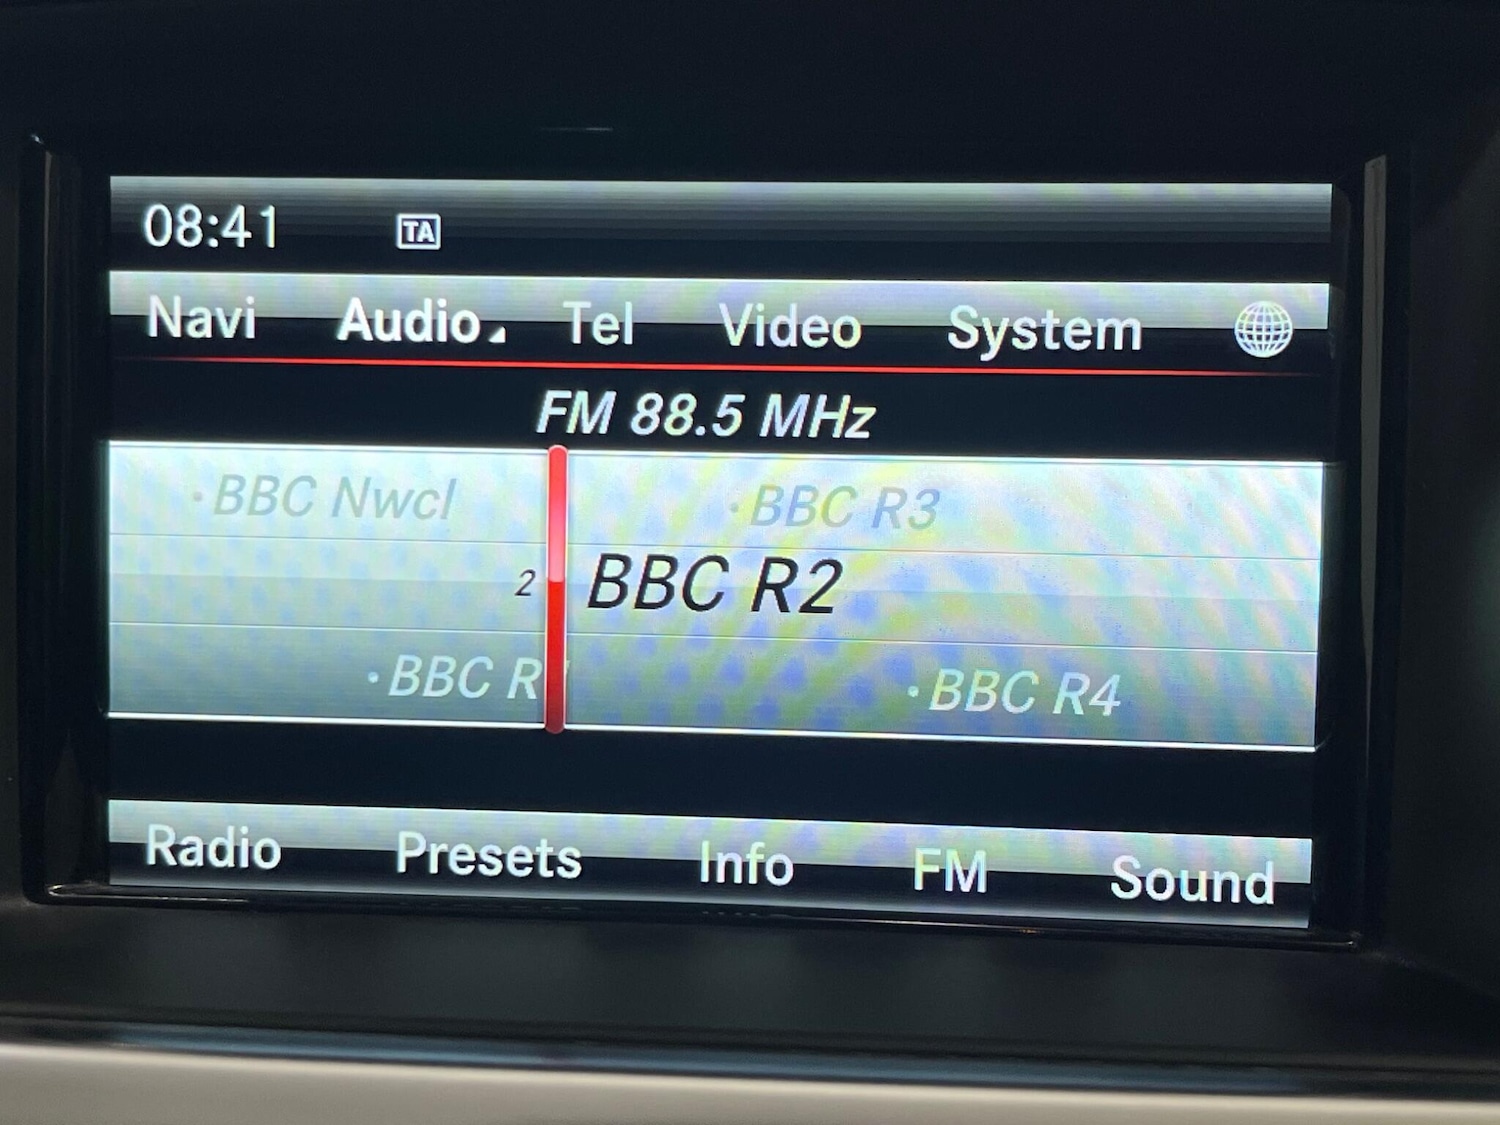 08:41 TA
Navi Audio Tel Video System
FM 88.5 MHz
·BBC Nwcl ·BBC R3
2 BBC R2
·BBC R ·BBC R4
Radio Presets Info FM Sound